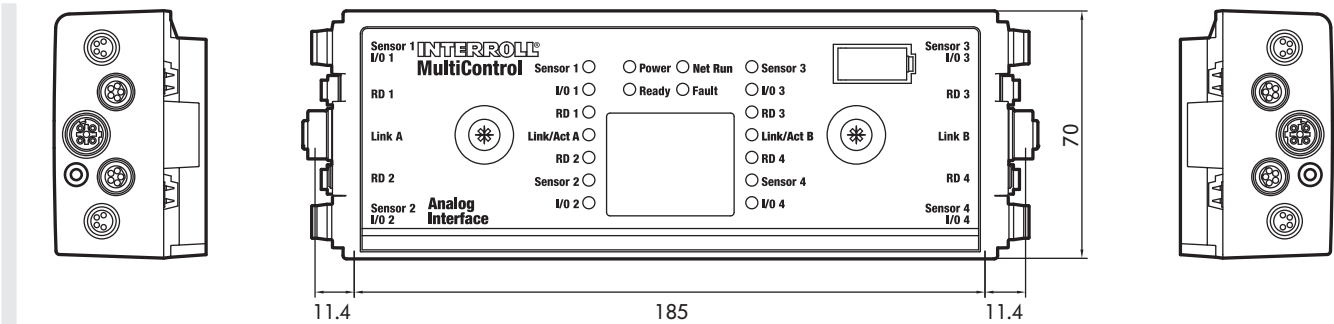 Sensor 1
I/O 1
RD 1
Link A
RD 2
Sensor 2
I/O 2
INTERROLL®
MultiControl
Analog
Interface
Sensor 1
I/O 1
RD 1
Link/Act A
RD 2
Sensor 2
I/O 2
Power Net Run
Ready Fault
Sensor 3
I/O 3
RD 3
Link/Act B
RD 4
Sensor 4
I/O 4
Sensor 3
I/O 3
RD 3
Link B
RD 4
Sensor 4
I/O 4
70
11,4
185
11,4